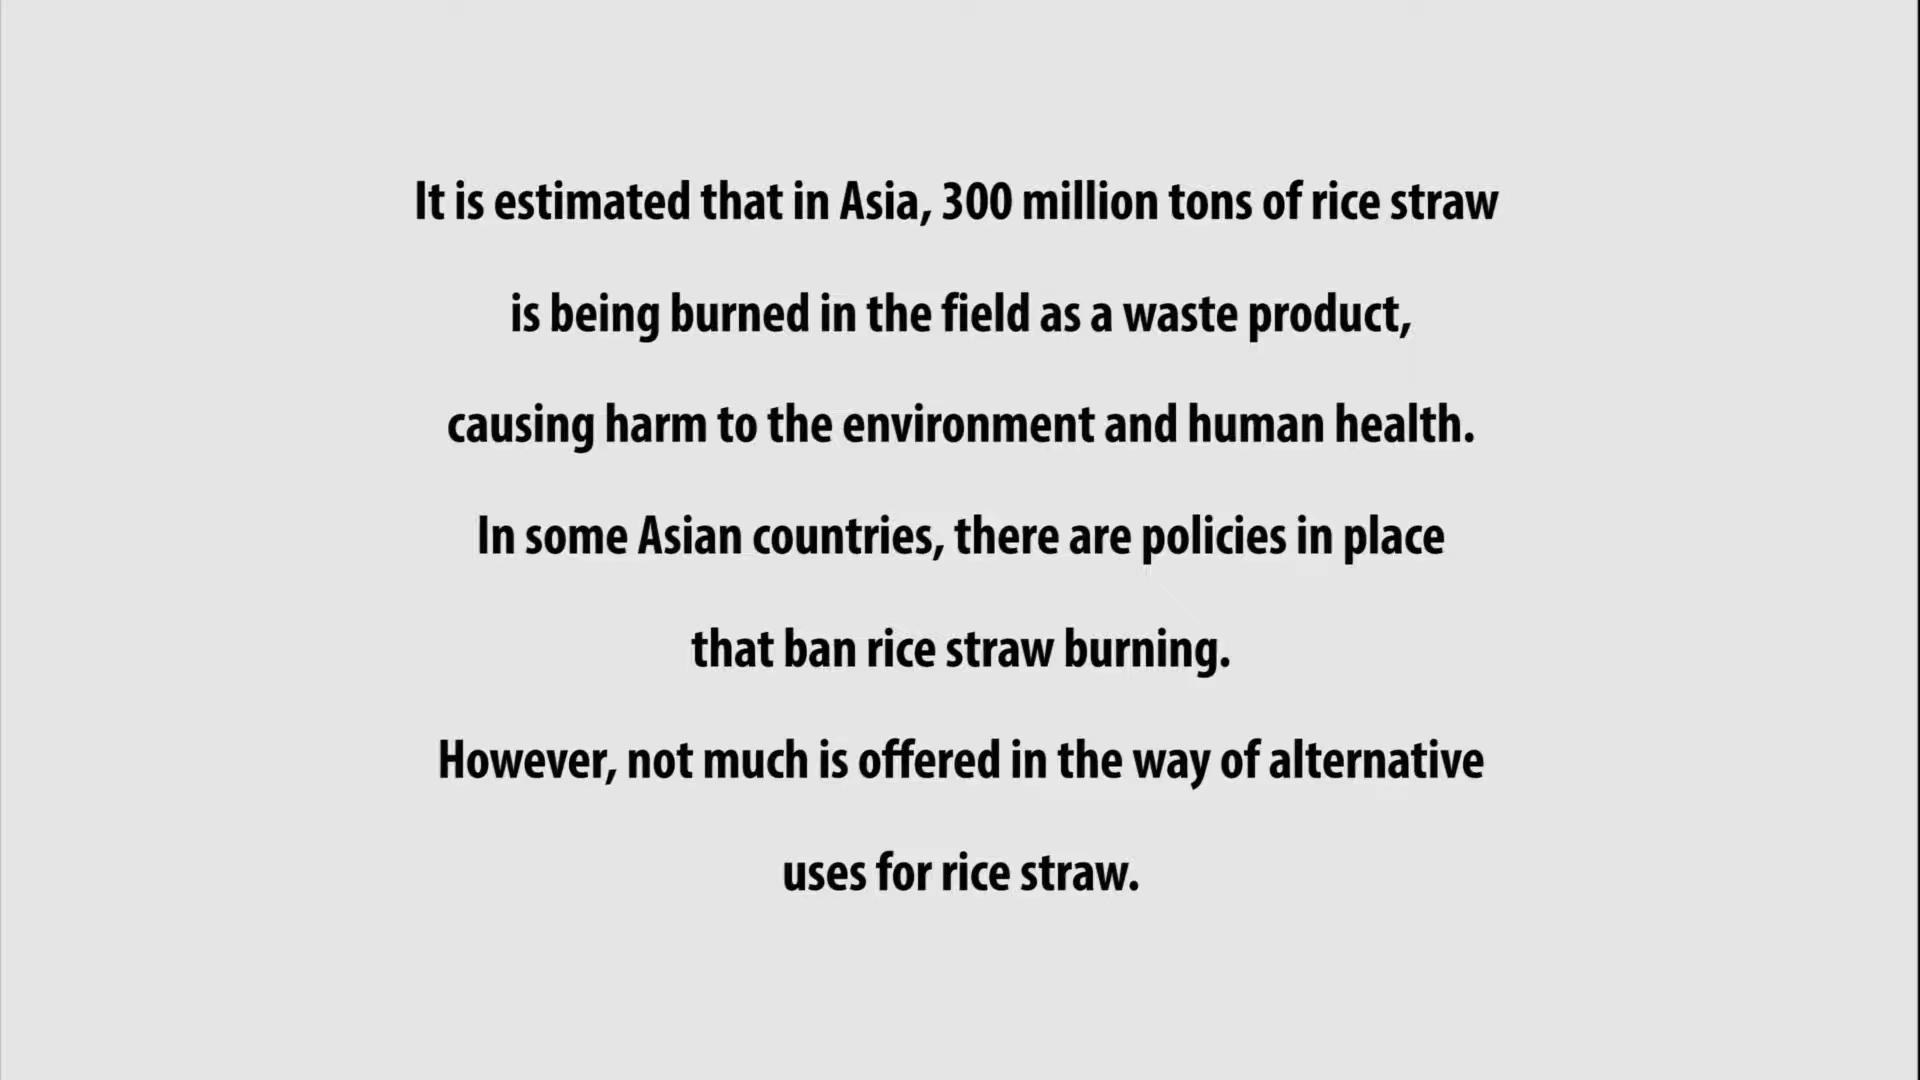 It is estimated that in Asia, 300 million tons of rice straw
is being burned in the field as a waste product,
causing harm to the environment and human health.
In some Asian countries, there are policies in place
that ban rice straw burning.
However, not much is offered in the way of alternative
uses for rice straw.